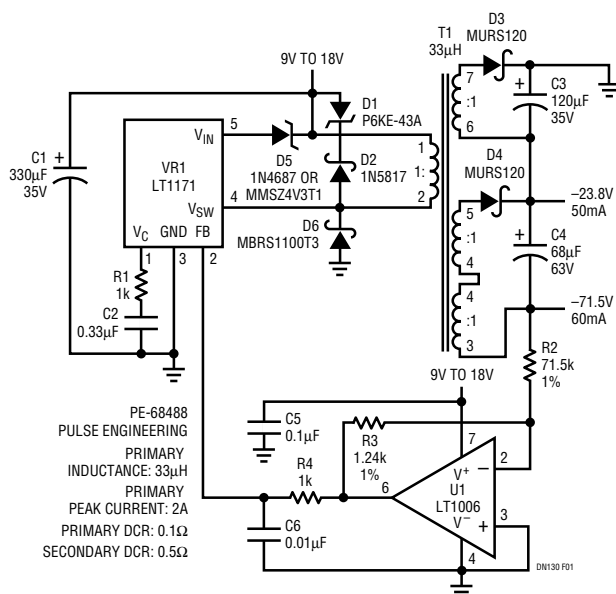 T1
33µH
D3
MURS120
9V TO 18V
7
:1
6
+
C3
120µF
35V
D1
P6KE-43A
C1
330µF
35V
+
VIN
5
VR1
LT1171
VSW
4
VC
GND
FB
1
3
2
D5
1N4687 OR
MMSZ4V3T1
D2
1N5817
1
1:
2
D6
MBRS1100T3
D4
MURS120
–23.8V
50mA
5
:1
4
+
C4
68µF
63V
4
:1
3
–71.5V
60mA
R1
1k
C2
0.33µF
R2
71.5k
1%
9V TO 18V
PE-68488
PULSE ENGINEERING
PRIMARY
INDUCTANCE: 33µH
PRIMARY
PEAK CURRENT: 2A
PRIMARY DCR: 0.1Ω
SECONDARY DCR: 0.5Ω
C5
0.1µF
R3
1.24k
1%
R4
1k
C6
0.01µF
7
V+
–
2
6
U1
LT1006
V–
+
3
4
DN130 F01